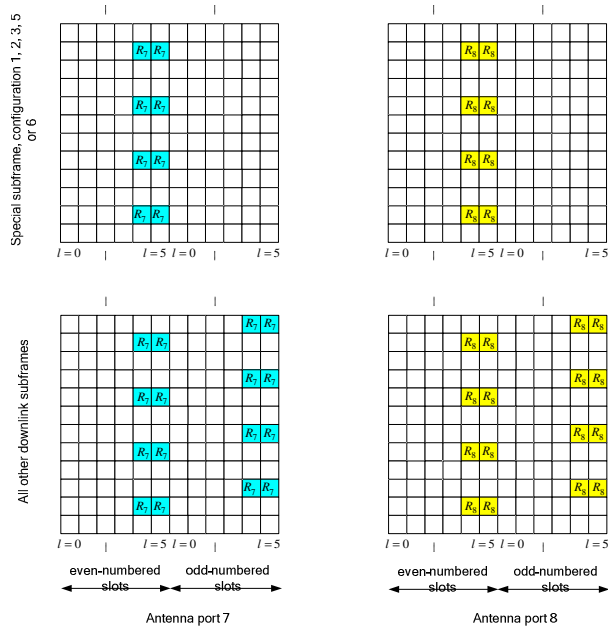 Special subframe, configuration 1, 2, 3, 5
or 6
R7 R7
R7 R7
R7 R7
R7 R7
l = 0
l = 5
l = 0
l = 5
R8 R8
R8 R8
R8 R8
R8 R8
l = 0
l = 5
l = 0
l = 5
All other downlink subframes
R7 R7
R7 R7
R7 R7
R7 R7
R7 R7
R7 R7
R7 R7
R7 R7
l = 0
l = 5
l = 0
l = 5
even-numbered
slots
odd-numbered
slots
Antenna port 7
R8 R8
R8 R8
R8 R8
R8 R8
R8 R8
R8 R8
R8 R8
R8 R8
l = 0
l = 5
l = 0
l = 5
even-numbered
slots
odd-numbered
slots
Antenna port 8